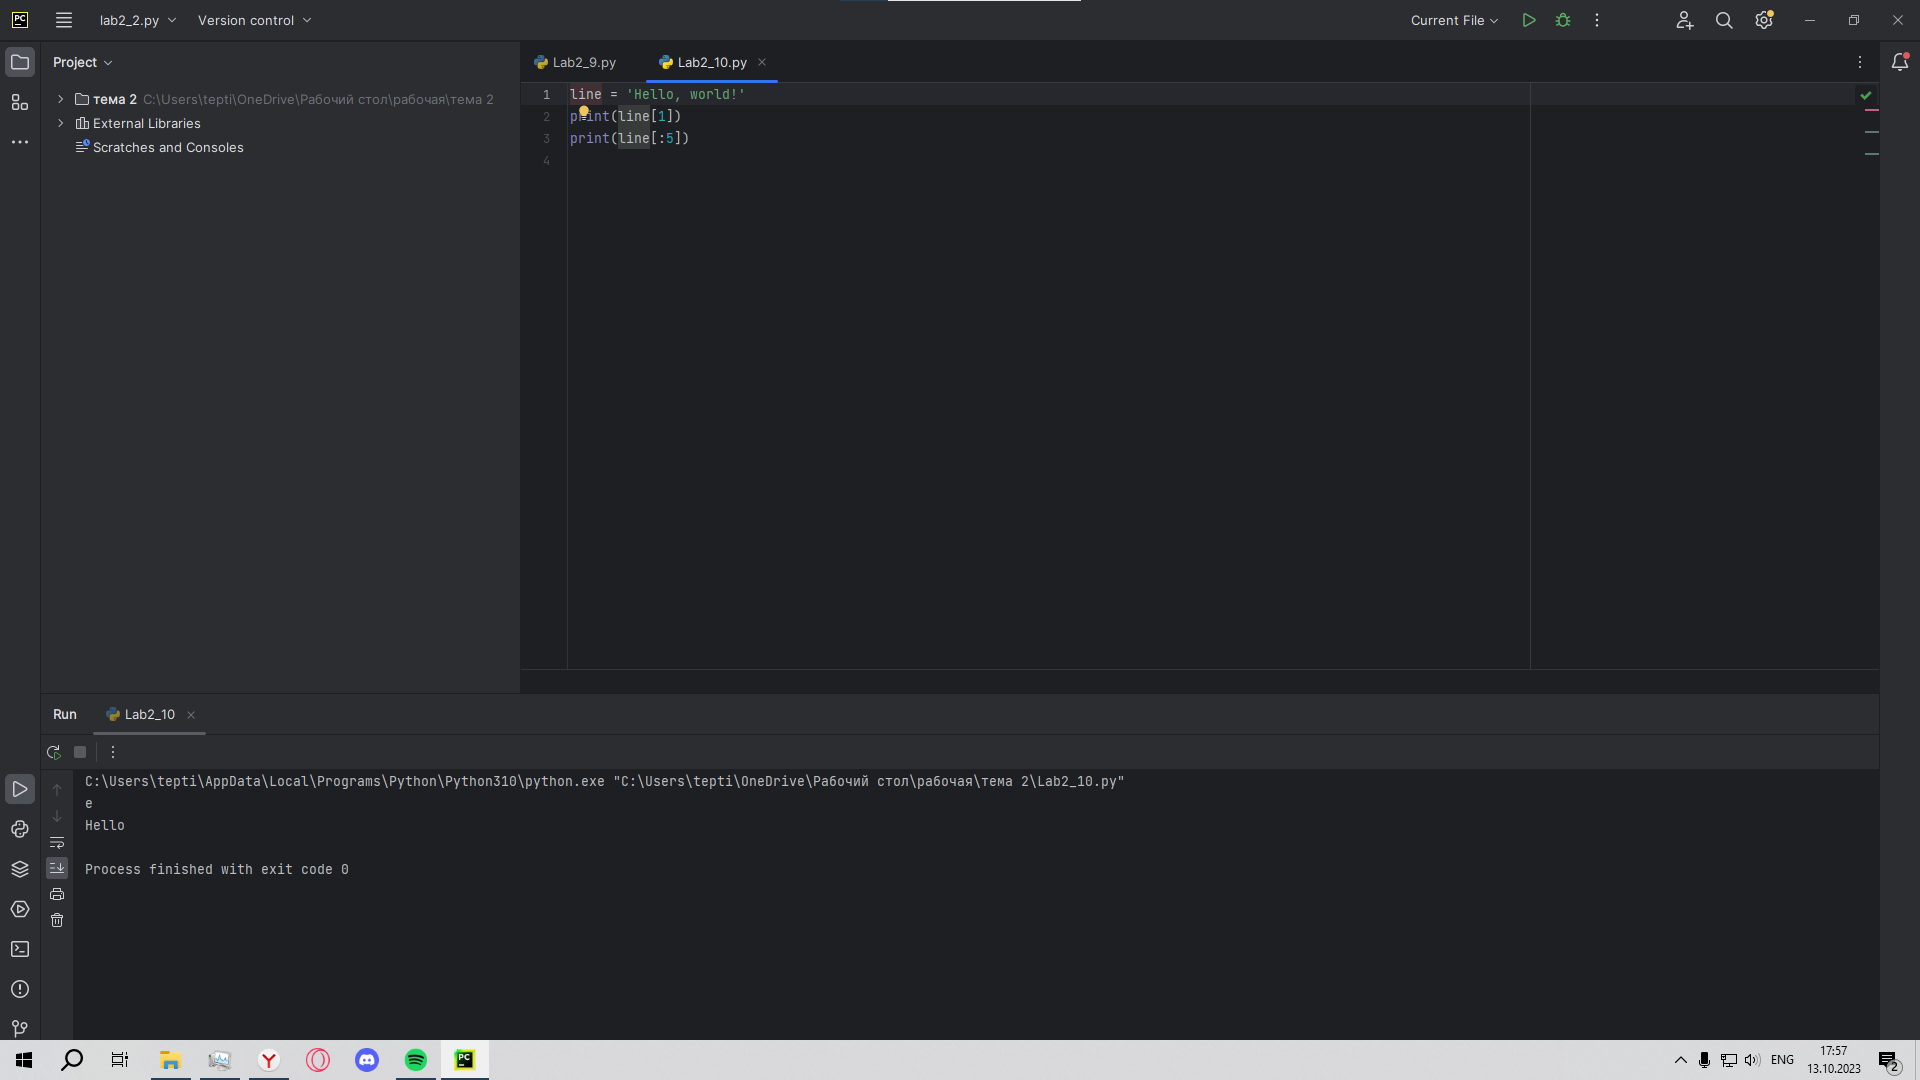 PC lab2_2.py Version control Current File
Project
тема 2 C:\Users\tepti\OneDrive\Рабочий стол\рабочая\тема 2
External Libraries
Scratches and Consoles
Lab2_9.py Lab2_10.py
1 line = 'Hello, world!'
2 print(line[1])
3 print(line[:5])
4
Run Lab2_10
C:\Users\tepti\AppData\Local\Programs\Python\Python310\python.exe "C:\Users\tepti\OneDrive\Рабочий стол\рабочая\тема 2\Lab2_10.py"
e
Hello
Process finished with exit code 0
PC
ENG
17:57
13.10.2023
2